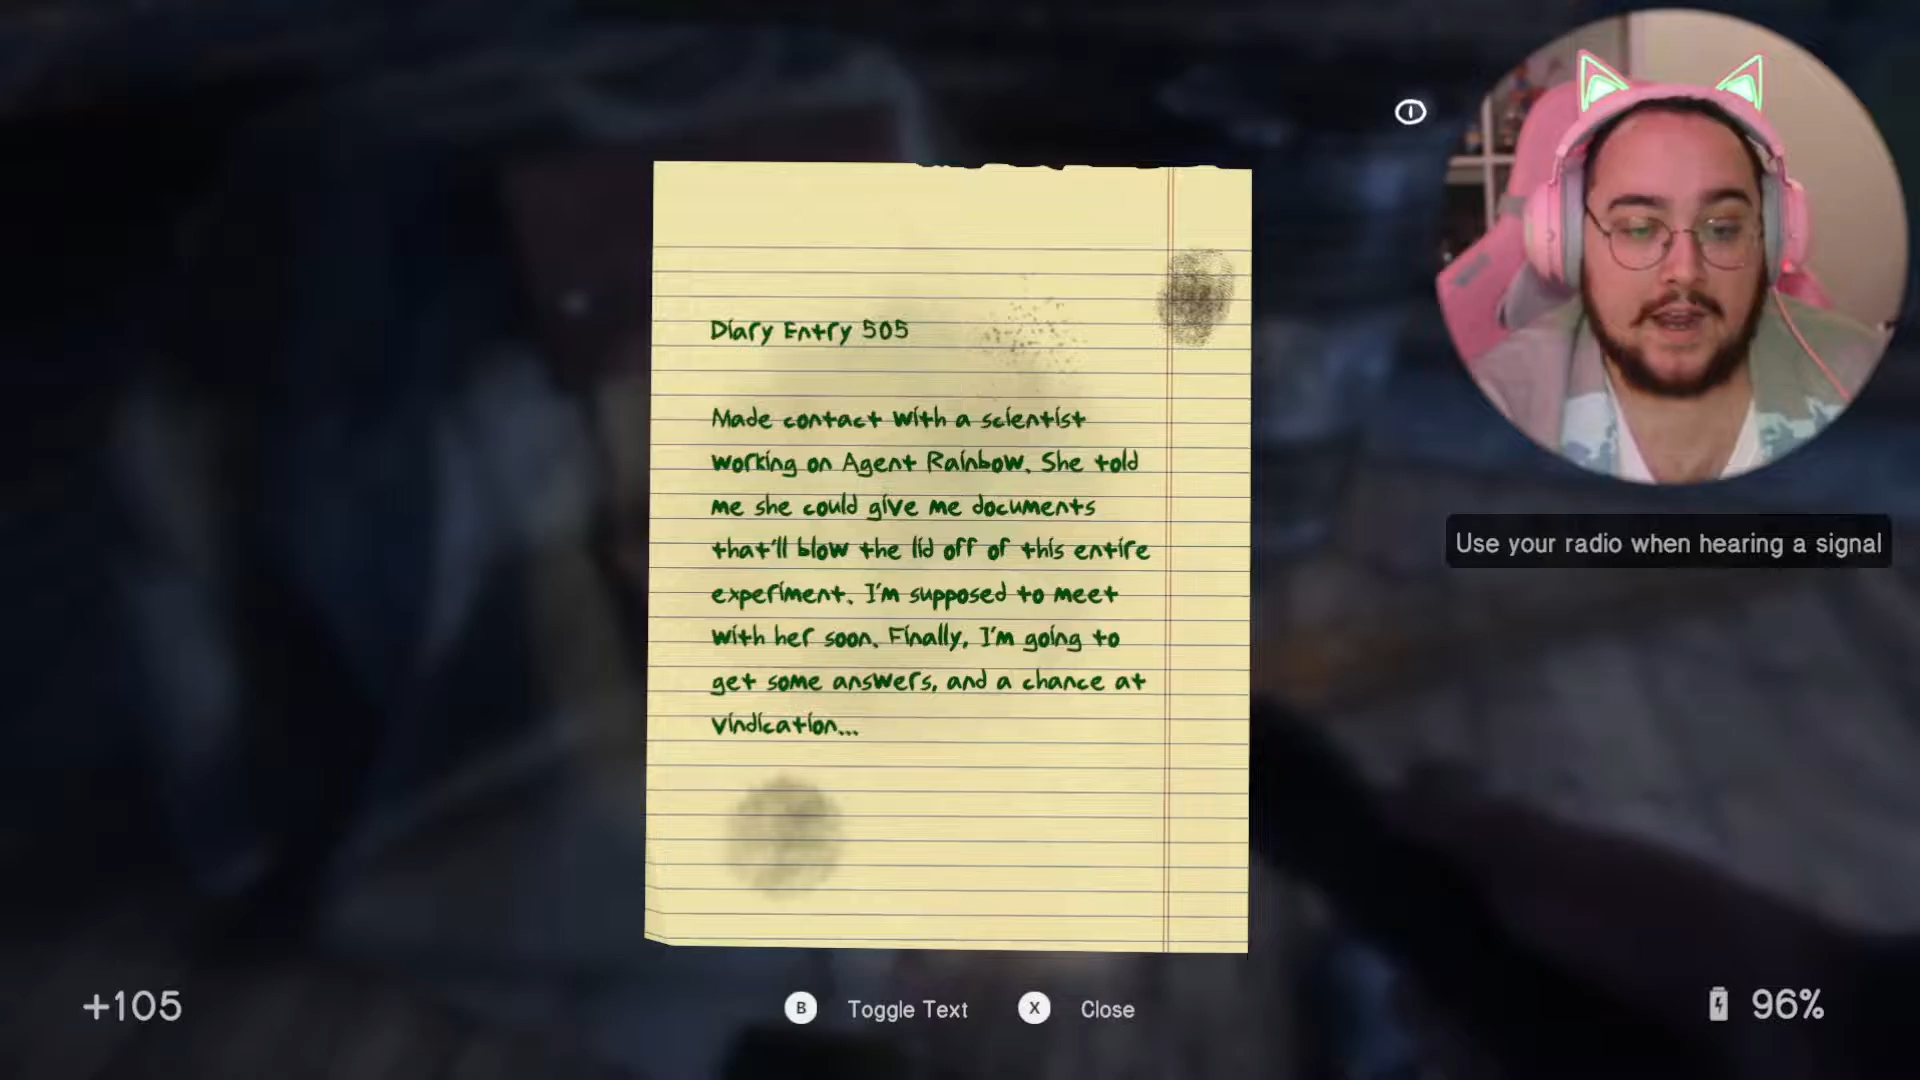 Diary Entry 505
Made contact with a scientist
working on Agent Rainbow. She told
me she could give me documents
that'll blow the lid off of this entire
experiment. I'm supposed to meet
with her soon. Finally, I'm going to
get some answers, and a chance at
vindication...
Use your radio when hearing a signal
+105
B Toggle Text X Close
96%